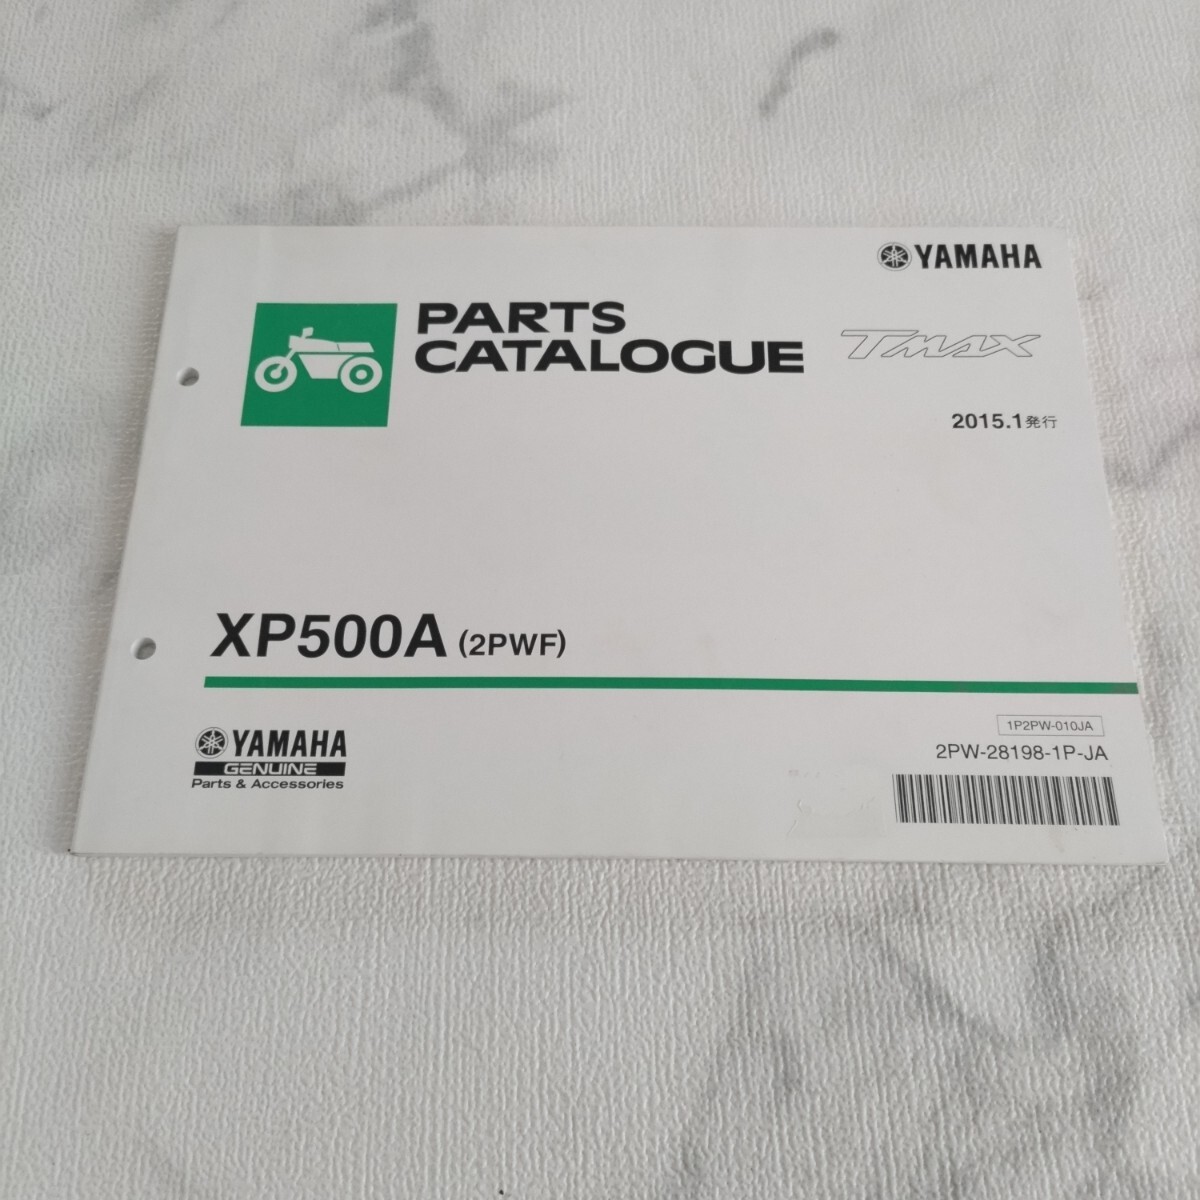 YAMAHA
PARTS
CATALOGUE
TMAX
2015.1発行
XP500A (2PWF)
YAMAHA
GENUINE
Parts & Accessories
1P2PW-010JA
2PW-28198-1P-JA